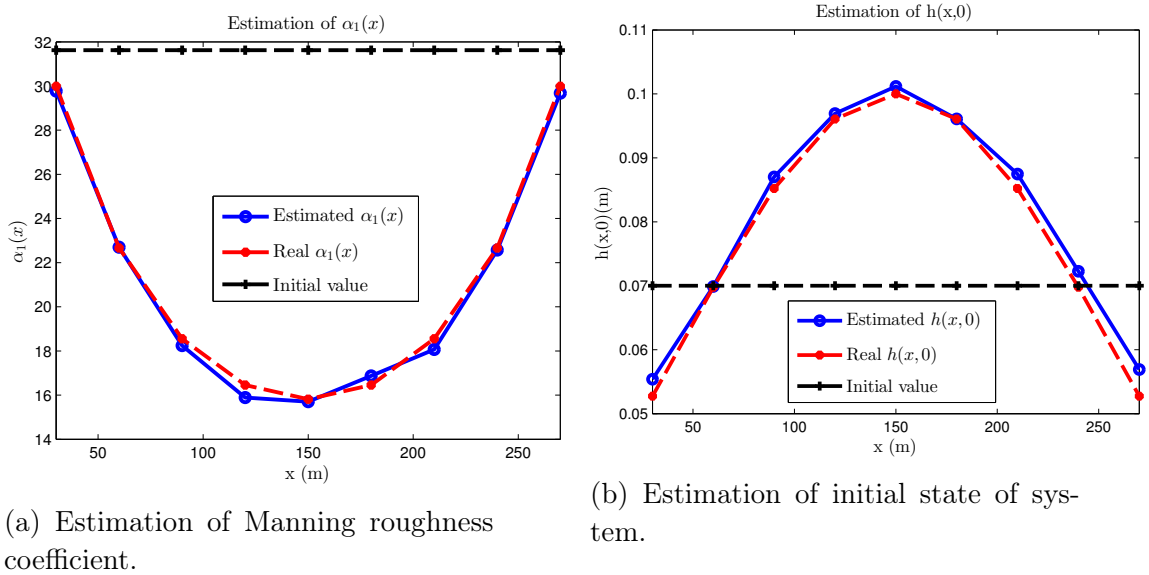 Estimation of α₁(x)
32
30
28
26
24
22
20
18
16
14
α₁(x)
Estimated α₁(x)
Real α₁(x)
Initial value
50 100 150 200 250
x (m)
(a) Estimation of Manning roughness
coefficient.
Estimation of h(x,0)
0.11
0.1
0.09
0.08
0.07
0.06
0.05
h(x,0)(m)
Estimated h(x, 0)
Real h(x, 0)
Initial value
50 100 150 200 250
x (m)
(b) Estimation of initial state of sys-
tem.